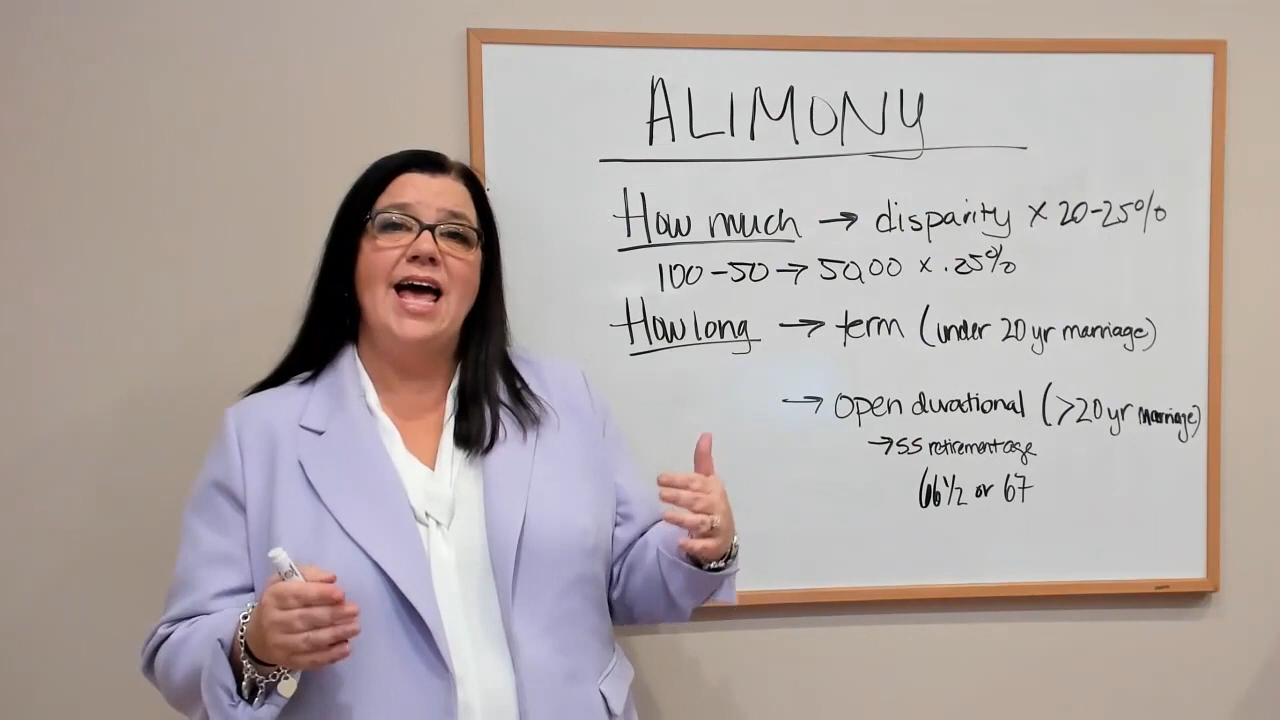 ALIMONY
How much → disparity × 20-25%
100-50 → 50,00 × .25%
How long → term (under 20 yr marriage)
→ open durational (>20 yr marriage)
→ SS retirement age
66½ or 67